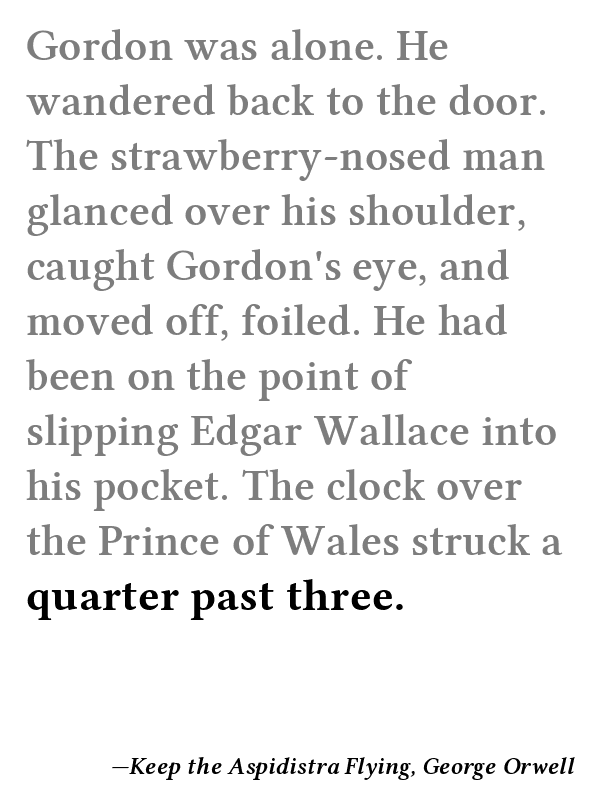 Gordon was alone. He
wandered back to the door.
The strawberry-nosed man
glanced over his shoulder,
caught Gordon's eye, and
moved off, foiled. He had
been on the point of
slipping Edgar Wallace into
his pocket. The clock over
the Prince of Wales struck a
quarter past three.
—Keep the Aspidistra Flying, George Orwell